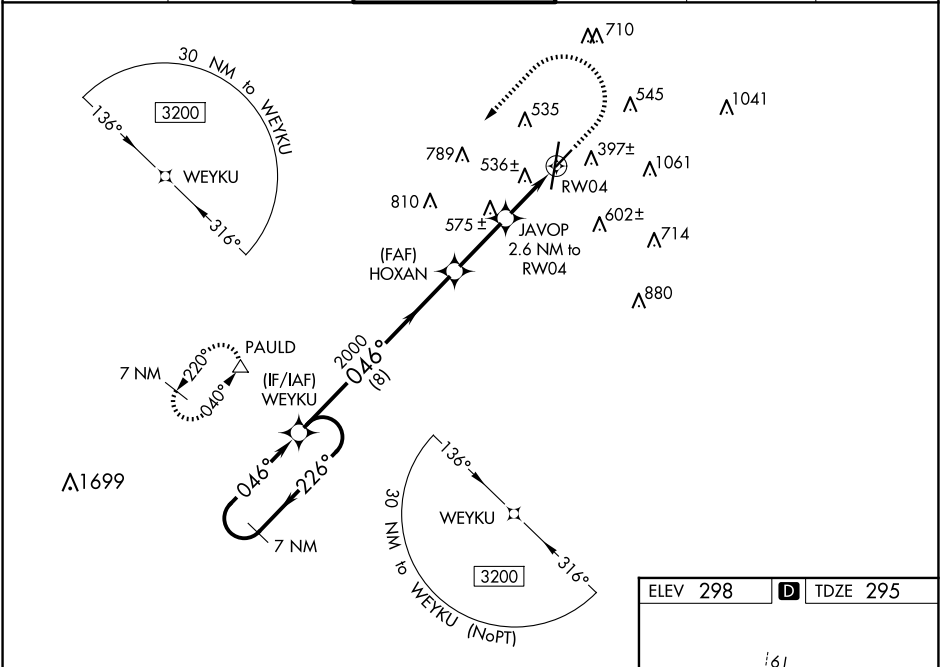 710
30 NM to WEYKU
3200
136°
WEYKU
316°
535
545
1041
789
536±
397±
1061
RW04
810
575±
602±
JAVOP
2.6 NM to
RW04
714
(FAF)
HOXAN
880
2000
046°
(8)
PAULD
220°
7 NM
040°
(IF/IAF)
WEYKU
046°
226°
7 NM
1699
136°
WEYKU
316°
3200
30 NM to WEYKU (NoPT)
ELEV 298
D
TDZE 295